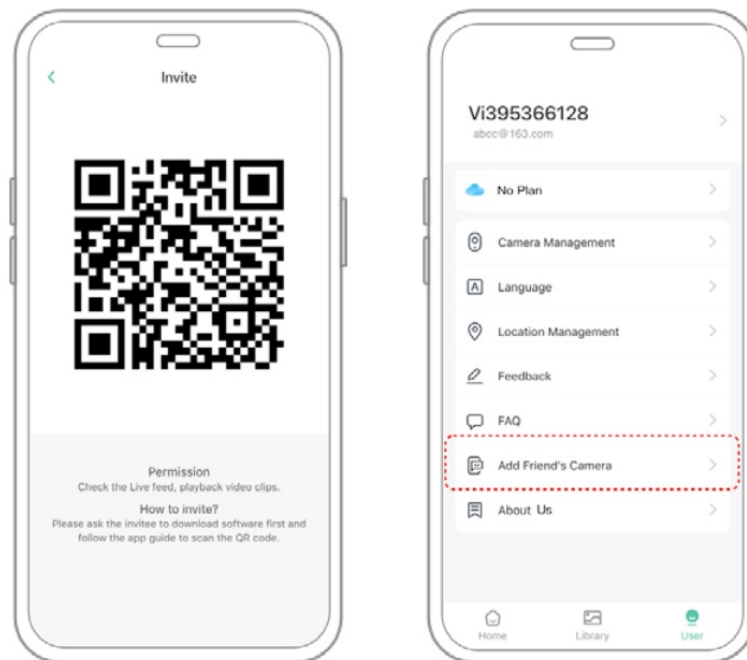 Invite
Permission
Check the Live feed, playback video clips.
How to invite?
Please ask the invitee to download software first and
follow the app guide to scan the QR code.
Vi395366128
abcc@163.com
No Plan
Camera Management
A Language
Location Management
Feedback
FAQ
Add Friend's Camera
About Us
Home
Library
User